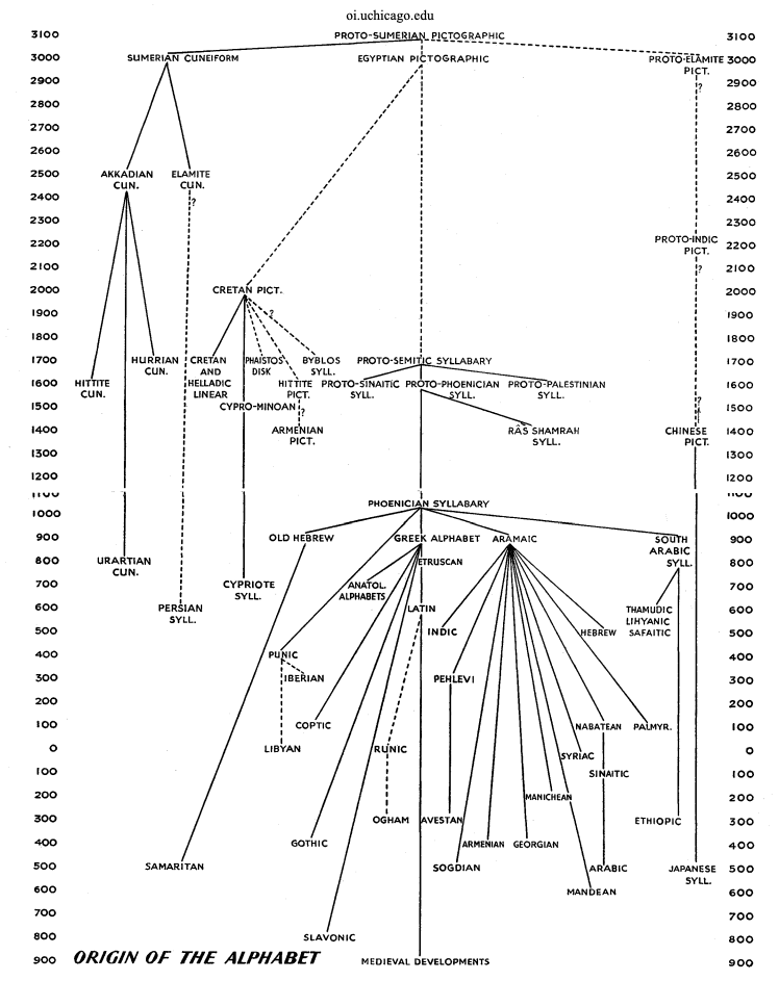 oi.uchicago.edu
3100 PROTO-SUMERIAN PICTOGRAPHIC 3100
3000 SUMERIAN CUNEIFORM EGYPTIAN PICTOGRAPHIC PROTO-ELAMITE 3000
PICT.
2900 ? 2900
2800 2800
2700 2700
2600 2600
2500 AKKADIAN ELAMITE 2500
CUN. CUN.
2400 ? 2400
2300 2300
2200 PROTO-INDIC 2200
PICT.
2100 ? 2100
2000 CRETAN PICT. 2000
1900 ? 1900
1800 1800
1700 HURRIAN CRETAN PHAISTOS BYBLOS PROTO-SEMITIC SYLLABARY 1700
CUN. AND DISK SYLL.
1600 HITTITE HELLADIC HITTITE PROTO-SINAITIC PROTO-PHOENICIAN PROTO-PALESTINIAN 1600
CUN. LINEAR PICT. SYLL. SYLL. SYLL.
1500 CYPRO-MINOAN ? ? 1500
1400 ARMENIAN RÂS SHAMRAH CHINESE 1400
PICT. SYLL. PICT.
1300 1300
1200 1200
1100 1100
PHOENICIAN SYLLABARY
1000 1000
900 OLD HEBREW GREEK ALPHABET ARAMAIC SOUTH 900
ARABIC
800 URARTIAN ETRUSCAN SYLL. 800
CUN.
700 CYPRIOTE ANATOL. 700
SYLL. ALPHABETS
600 PERSIAN LATIN THAMUDIC 600
SYLL. LIHYANIC
500 INDIC HEBREW SAFAITIC 500
400 PUNIC 400
300 IBERIAN PEHLEVI 300
200 200
100 COPTIC NABATEAN PALMYR. 100
0 LIBYAN RUNIC SYRIAC 0
100 SINAITIC 100
200 MANICHEAN 200
300 OGHAM AVESTAN ETHIOPIC 300
400 GOTHIC ARMENIAN GEORGIAN 400
500 SAMARITAN SOGDIAN ARABIC JAPANESE 500
SYLL.
600 MANDEAN 600
700 700
800 SLAVONIC 800
900 ORIGIN OF THE ALPHABET MEDIEVAL DEVELOPMENTS 900